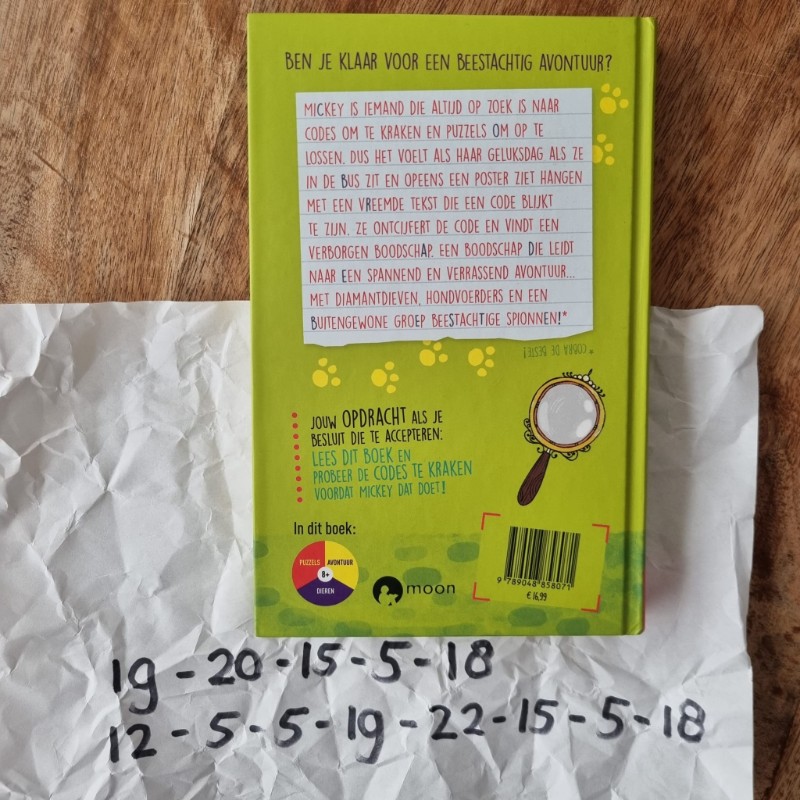 BEN JE KLAAR VOOR EEN BEESTACHTIG AVONTUUR?
MICKEY IS IEMAND DIE ALTIJD OP ZOEK IS NAAR
CODES OM TE KRAKEN EN PUZZELS OM OP TE
LOSSEN. DUS HET VOELT ALS HAAR GELUKSDAG ALS ZE
IN DE BUS ZIT EN OPEENS EEN POSTER ZIET HANGEN
MET EEN VREEMDE TEKST DIE EEN CODE BLIJKT
TE ZIJN. ZE ONTCIJFERT DE CODE EN VINDT EEN
VERBORGEN BOODSCHAP. EEN BOODSCHAP DIE LEIDT
NAAR EEN SPANNEND EN VERRASSEND AVONTUUR...
MET DIAMANTDIEVEN, HONDVOERDERS EN EEN
BUITENGEWONE GROEP BEESTACHTIGE SPIONNEN!*
* COBRA DE BESTE!
JOUW OPDRACHT ALS JE
BESLUIT DIE TE ACCEPTEREN:
LEES DIT BOEK EN
PROBEER DE CODES TE KRAKEN
VOORDAT MICKEY DAT DOET!
In dit boek:
PUZZELS AVONTUUR
8+
DIEREN
moon
9 789048 858071
€ 16,99
19-20-15-5-18
12-5-5-19-22-15-5-18